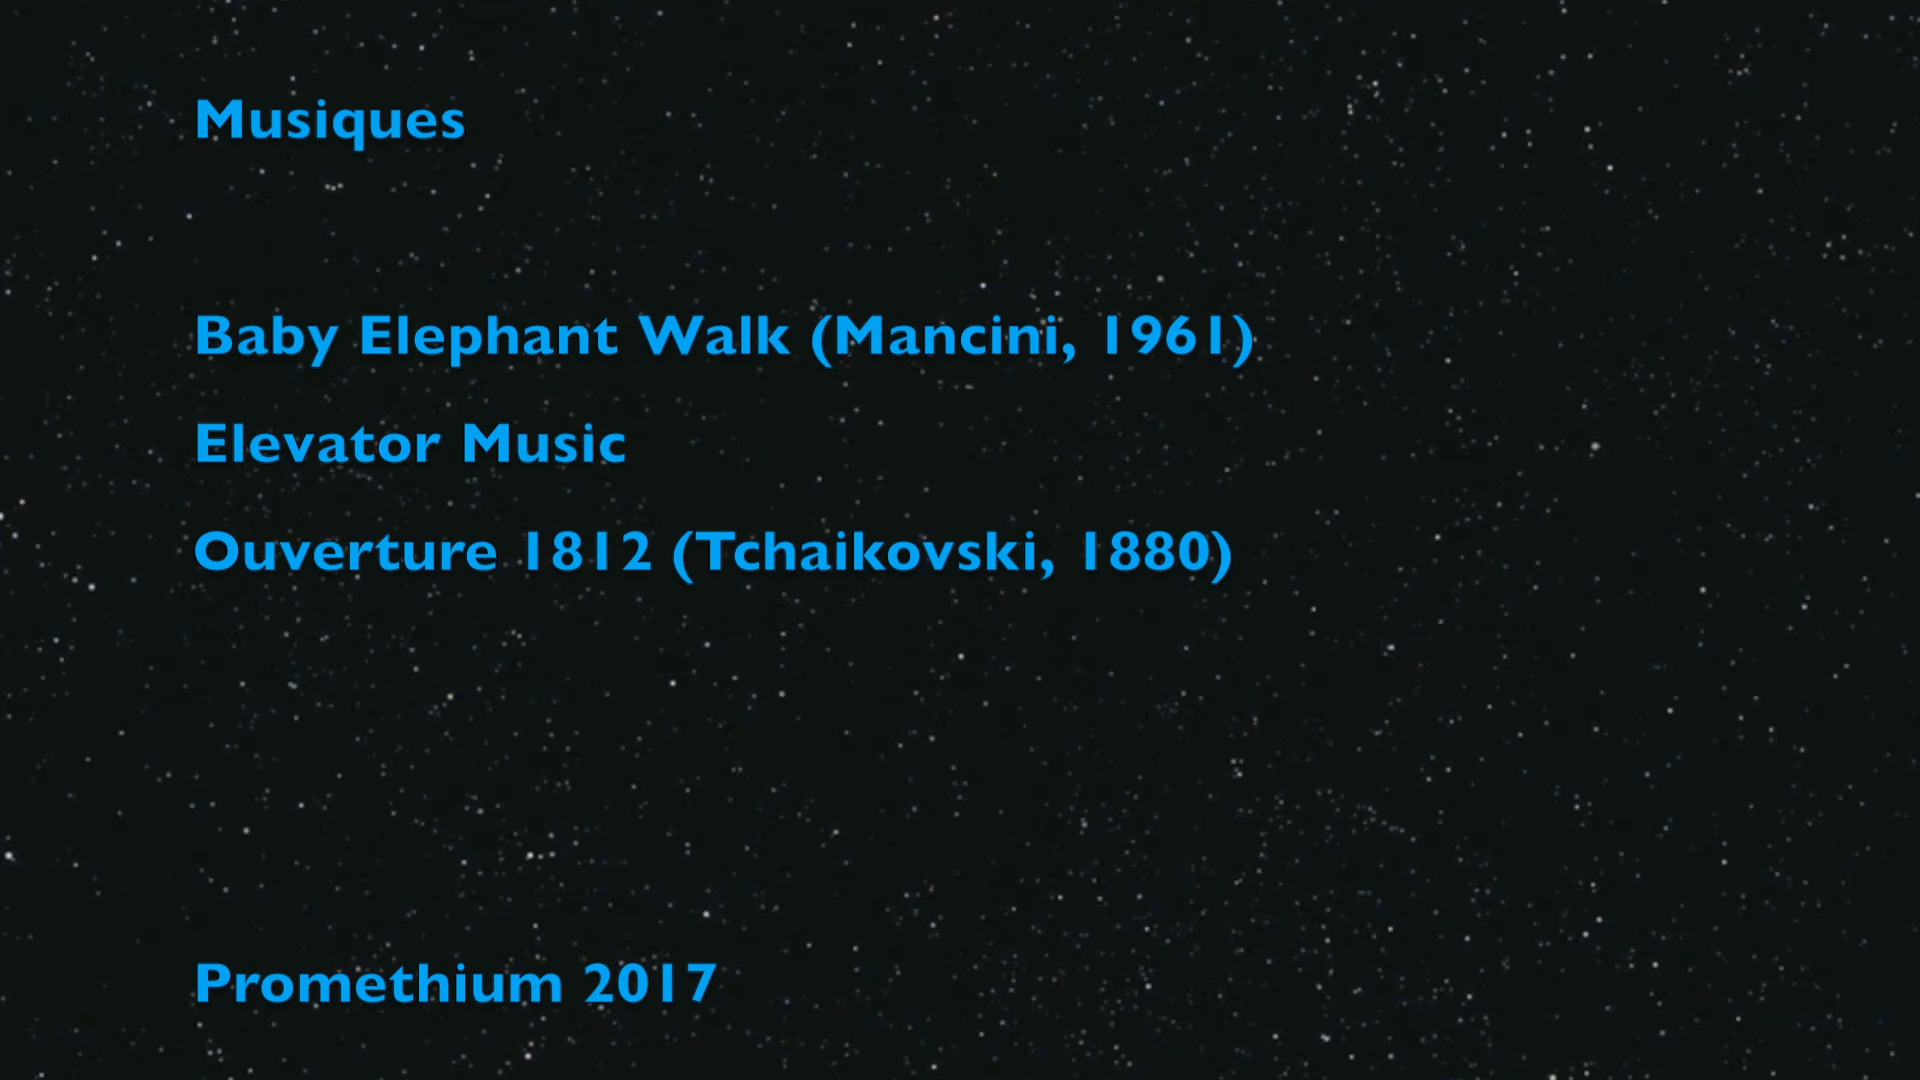 Musiques
Baby Elephant Walk (Mancini, 1961)
Elevator Music
Ouverture 1812 (Tchaikovski, 1880)
Promethium 2017